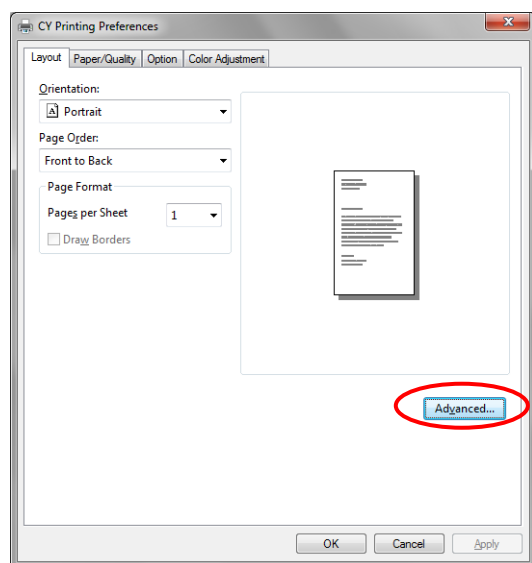 CY Printing Preferences
Layout Paper/Quality Option Color Adjustment
Orientation:
A Portrait
Page Order:
Front to Back
Page Format
Pages per Sheet 1
Draw Borders
Advanced...
OK Cancel Apply